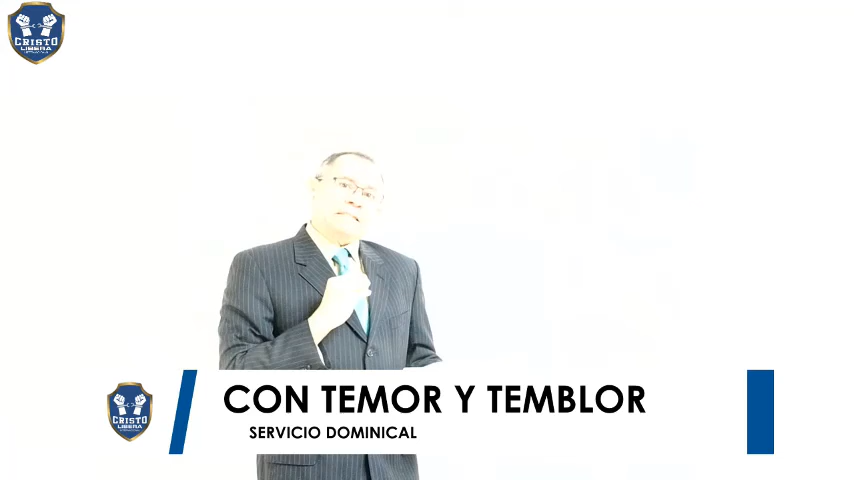 CRISTO
LIBERA
CON TEMOR Y TEMBLOR
SERVICIO DOMINICAL
CRISTO
LIBERA